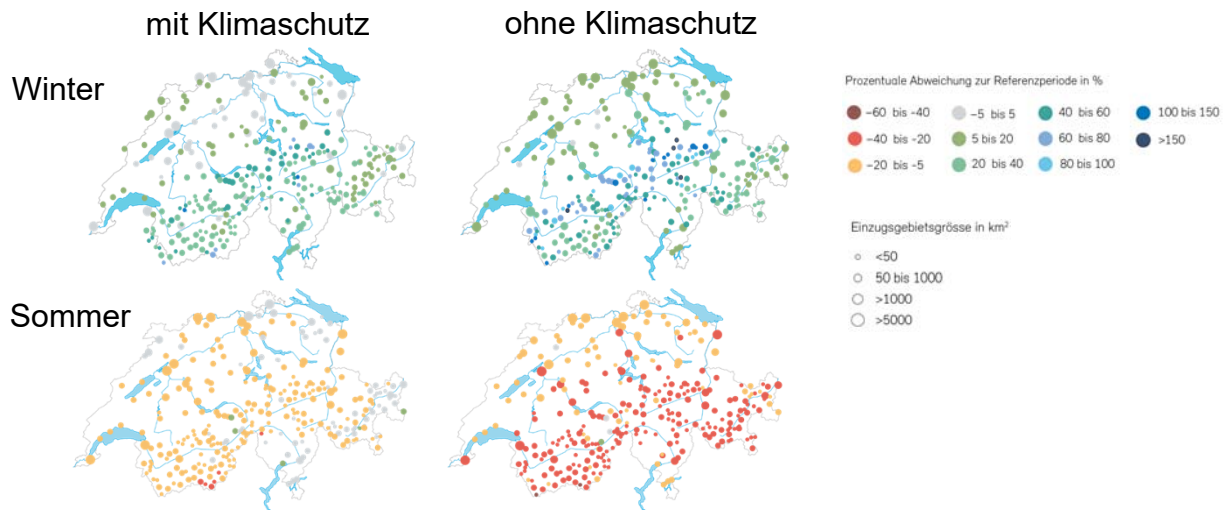 mit Klimaschutz
ohne Klimaschutz
Winter
Sommer
Prozentuale Abweichung zur Referenzperiode in %
−60 bis -40
−5 bis 5
40 bis 60
100 bis 150
−40 bis -20
5 bis 20
60 bis 80
>150
−20 bis -5
20 bis 40
80 bis 100
Einzugsgebietsgrösse in km²
<50
50 bis 1000
>1000
>5000